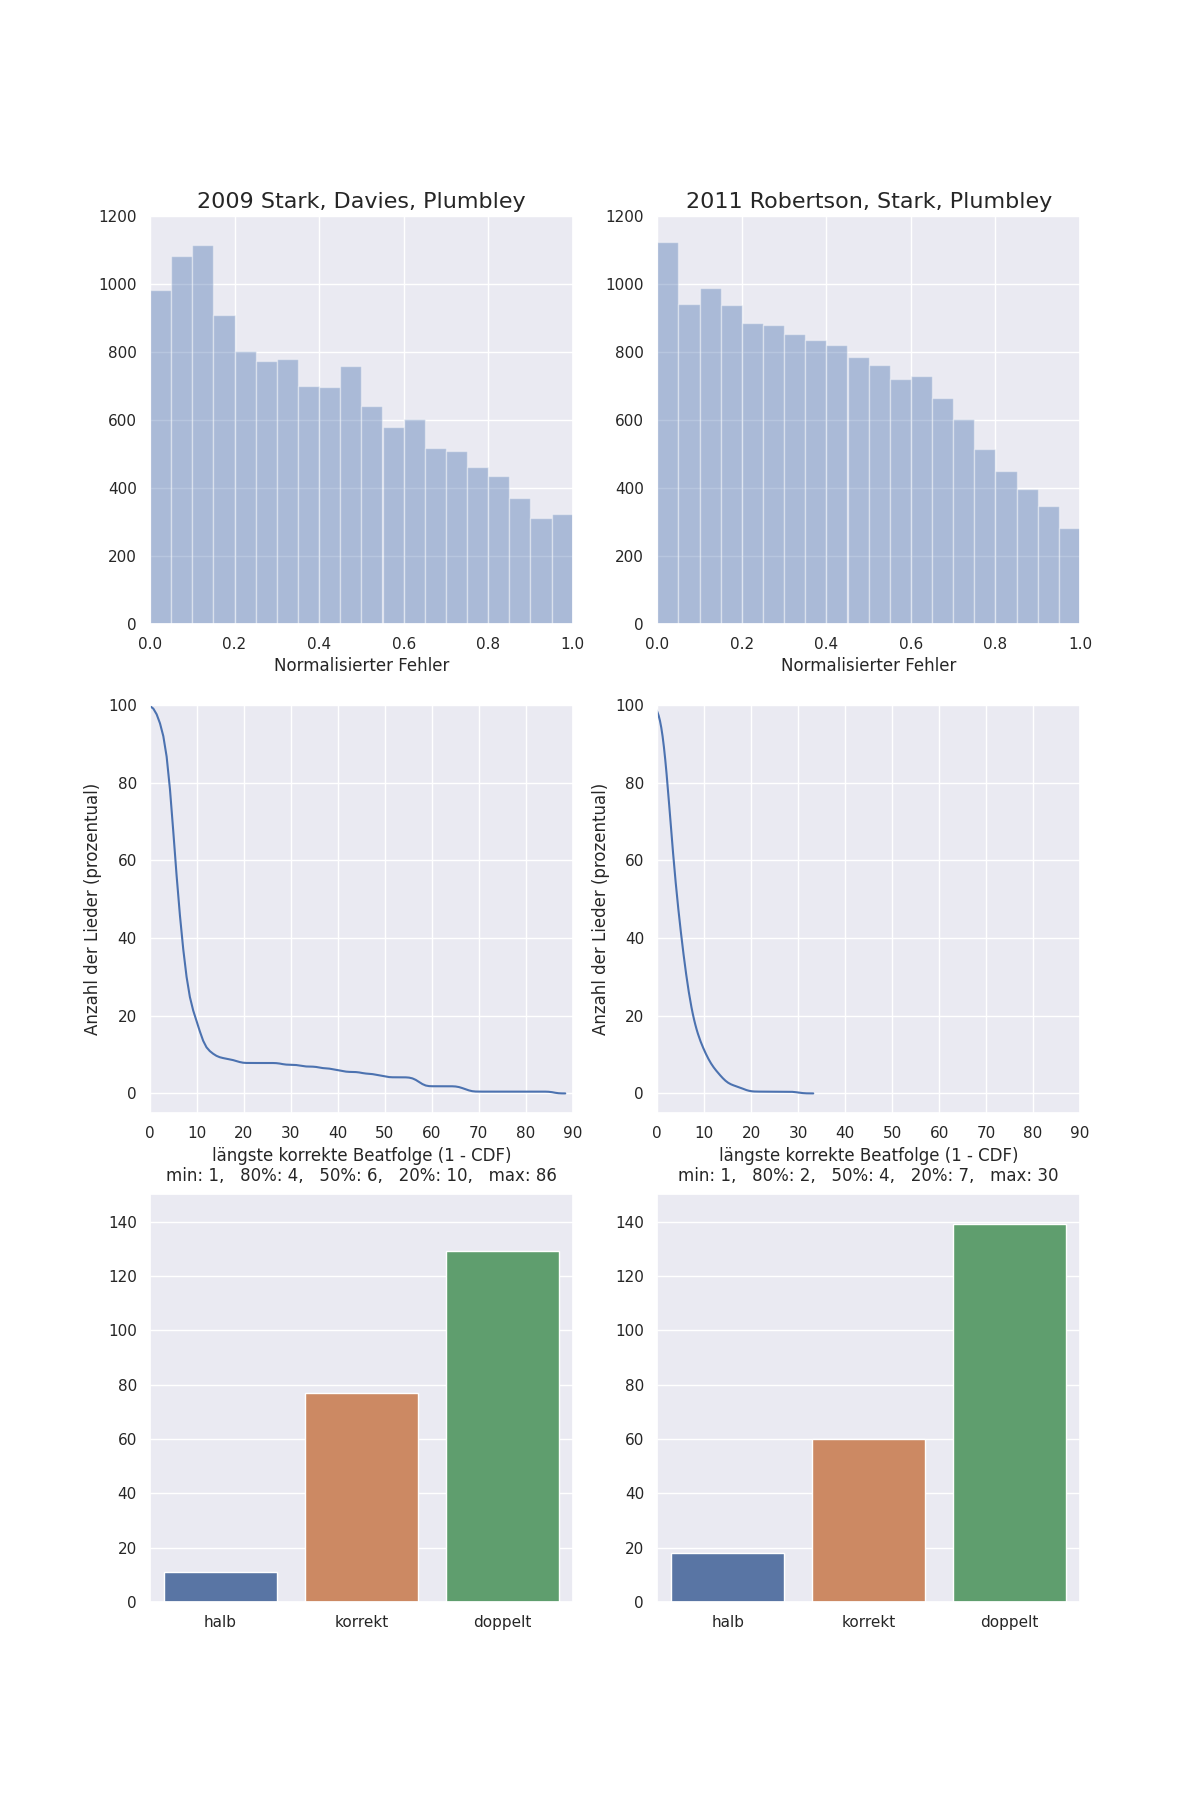 2009 Stark, Davies, Plumbley
1200
1000
800
600
400
200
0
0.0 0.2 0.4 0.6 0.8 1.0
Normalisierter Fehler
2011 Robertson, Stark, Plumbley
1200
1000
800
600
400
200
0
0.0 0.2 0.4 0.6 0.8 1.0
Normalisierter Fehler
Anzahl der Lieder (prozentual)
100
80
60
40
20
0
0 10 20 30 40 50 60 70 80 90
längste korrekte Beatfolge (1 - CDF)
min: 1, 80%: 4, 50%: 6, 20%: 10, max: 86
Anzahl der Lieder (prozentual)
100
80
60
40
20
0
0 10 20 30 40 50 60 70 80 90
längste korrekte Beatfolge (1 - CDF)
min: 1, 80%: 2, 50%: 4, 20%: 7, max: 30
140
120
100
80
60
40
20
0
halb korrekt doppelt
140
120
100
80
60
40
20
0
halb korrekt doppelt